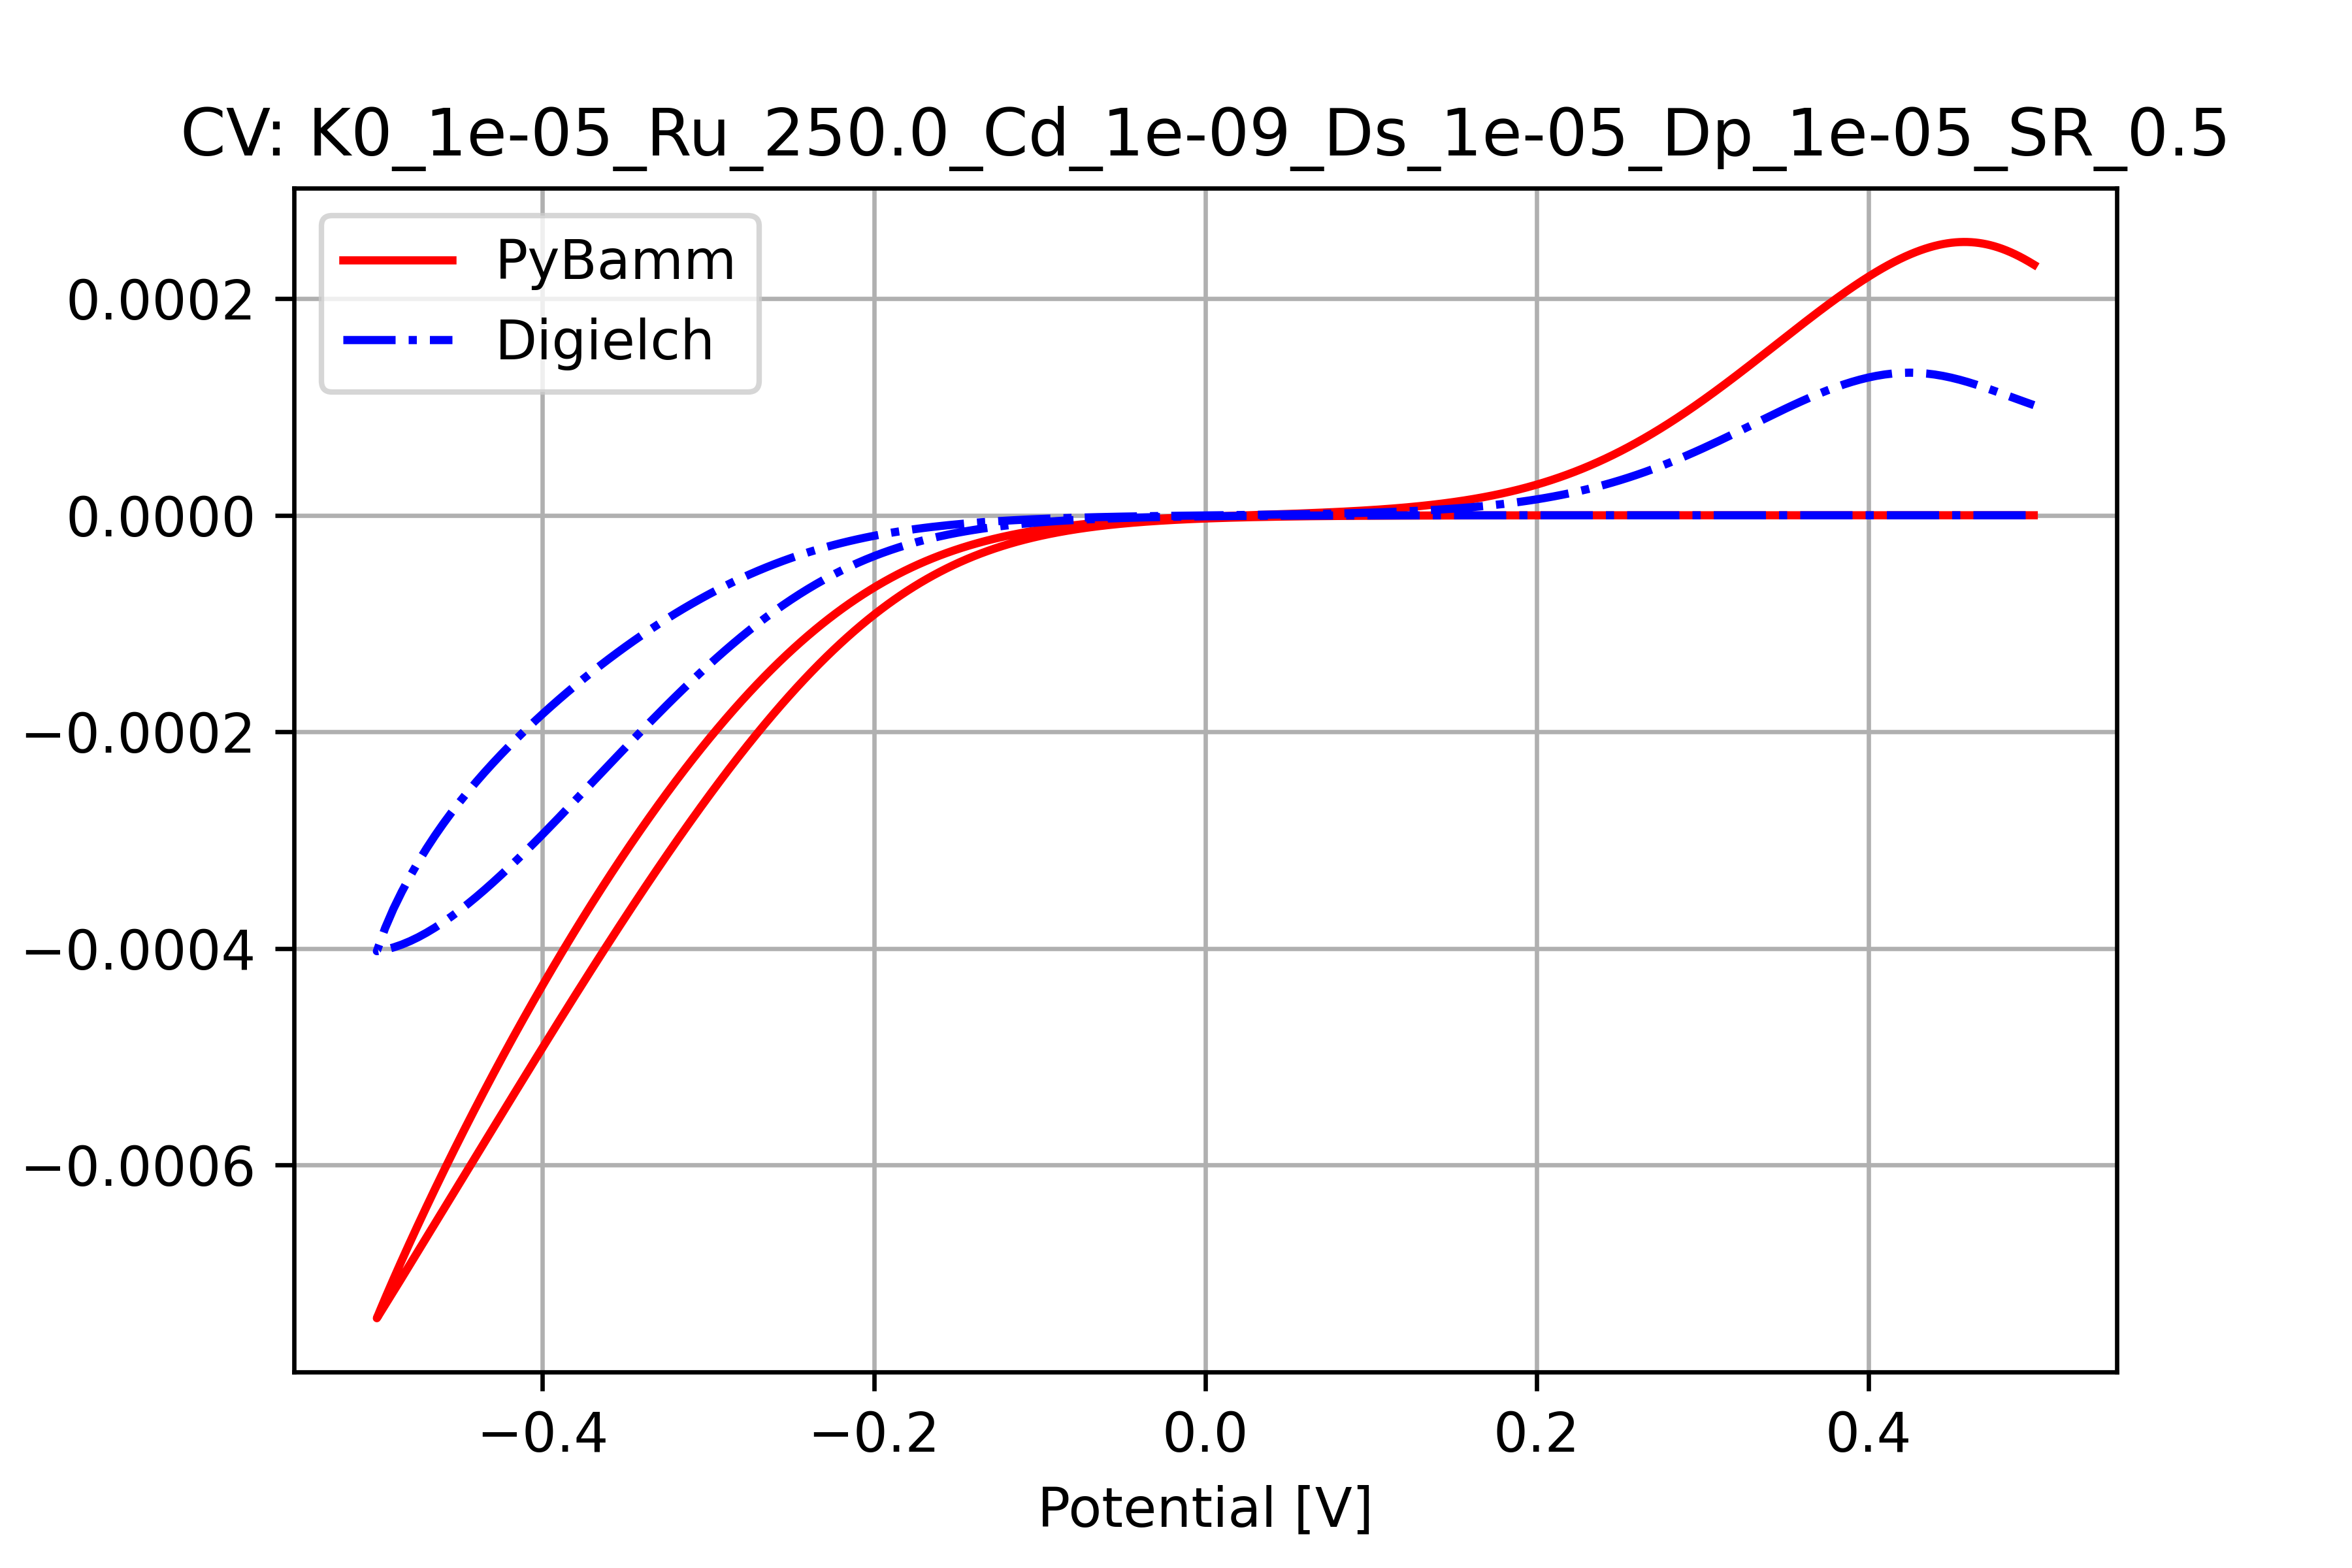 CV: K0_1e-05_Ru_250.0_Cd_1e-09_Ds_1e-05_Dp_1e-05_SR_0.5
PyBamm
Digielch
0.0002
0.0000
−0.0002
−0.0004
−0.0006
−0.4 −0.2 0.0 0.2 0.4
Potential [V]